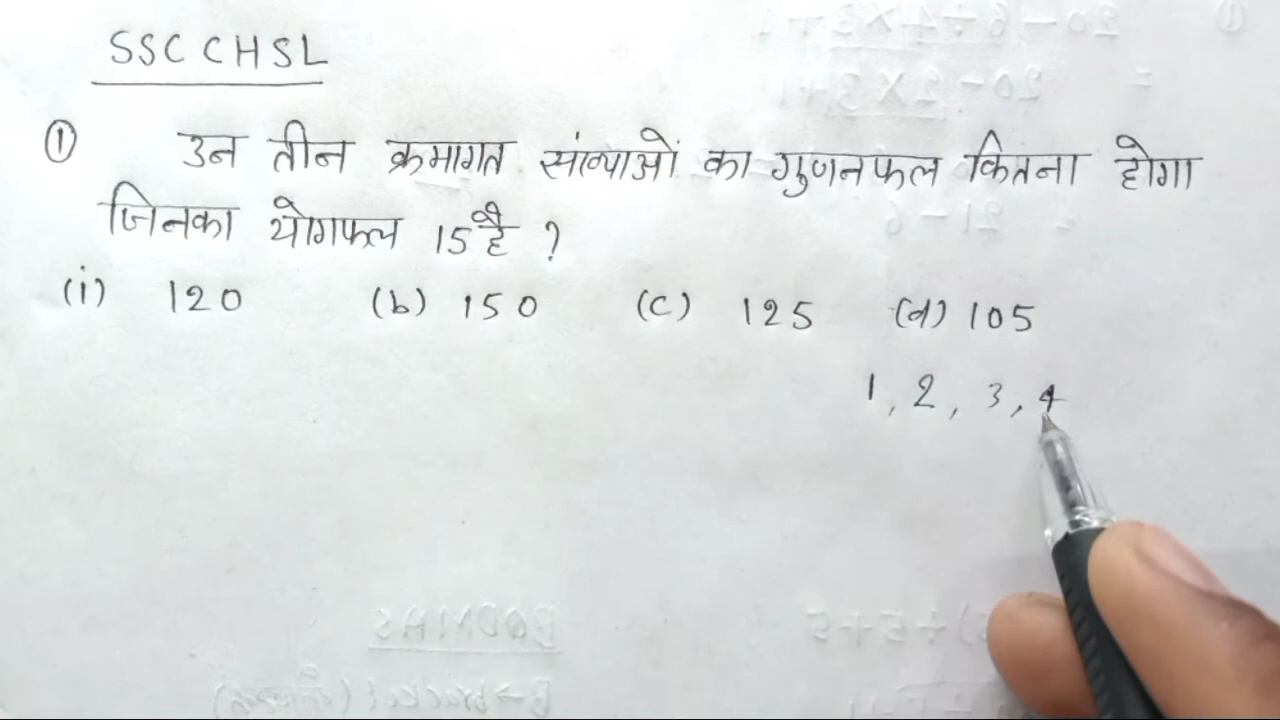 SSC CHSL
① उन तीन क्रमागत संख्याओं का गुणनफल कितना होगा
जिनका योगफल 15 है ?
(i) 120 (b) 150 (c) 125 (d) 105
1, 2, 3, 4